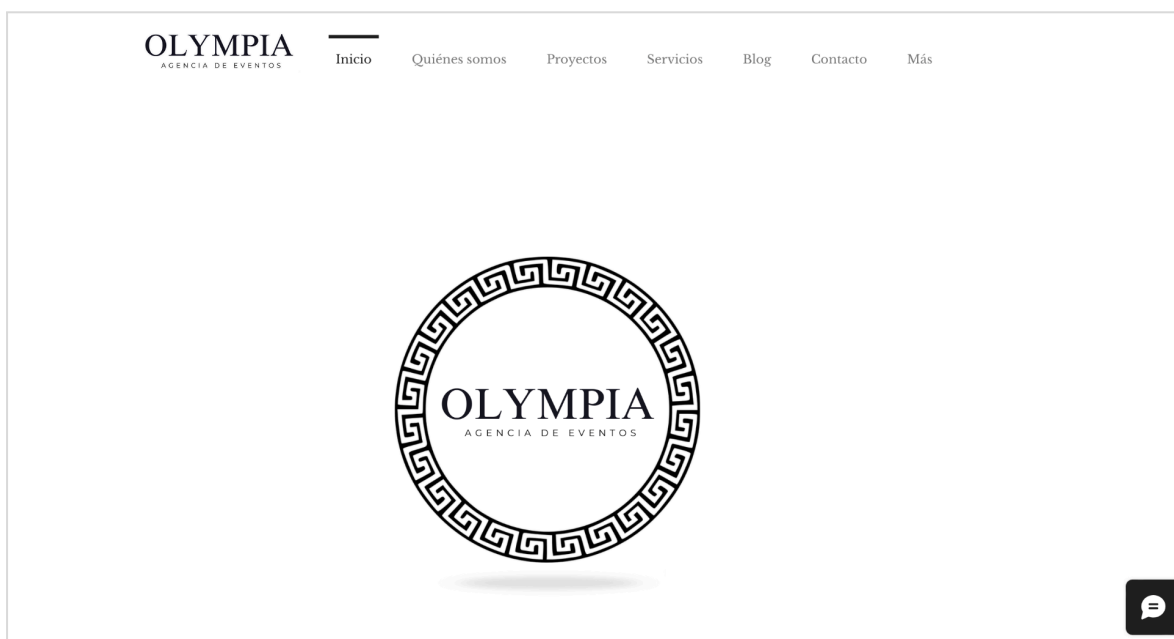 OLYMPIA
AGENCIA DE EVENTOS
Inicio Quiénes somos Proyectos Servicios Blog Contacto Más
OLYMPIA
AGENCIA DE EVENTOS